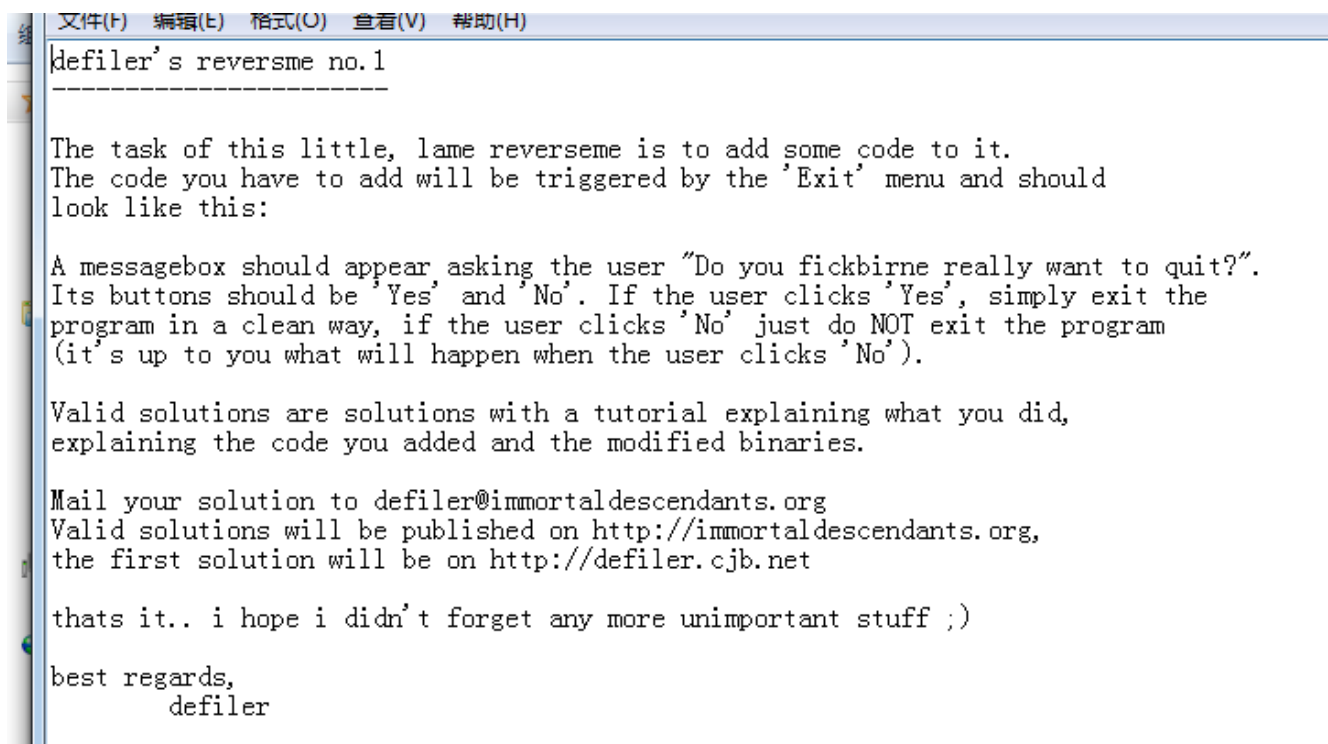 组
文件(F) 编辑(E) 格式(O) 查看(V) 帮助(H)
defiler's reversme no.1
-----------------------
The task of this little, lame reverseme is to add some code to it.
The code you have to add will be triggered by the 'Exit' menu and should
look like this:
A messagebox should appear asking the user "Do you fickbirne really want to quit?".
Its buttons should be 'Yes' and 'No'. If the user clicks 'Yes', simply exit the
program in a clean way, if the user clicks 'No' just do NOT exit the program
(it's up to you what will happen when the user clicks 'No').
Valid solutions are solutions with a tutorial explaining what you did,
explaining the code you added and the modified binaries.
Mail your solution to defiler@immortaldescendants.org
Valid solutions will be published on http://immortaldescendants.org,
the first solution will be on http://defiler.cjb.net
thats it.. i hope i didn't forget any more unimportant stuff ;)
best regards,
defiler